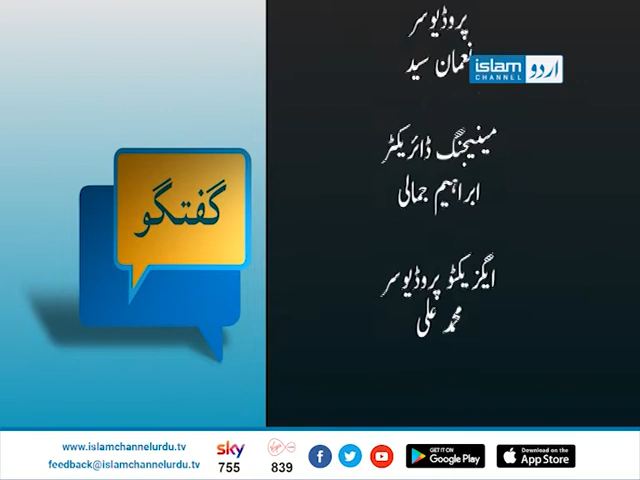 پروڈیوسر
نعمان سید
islam
CHANNEL
اردو
مینیجنگ ڈائریکٹر
ابراہیم جمالی
گفتگو
ایگزیکٹو پروڈیوسر
محمد علی
www.islamchannelurdu.tv
feedback@islamchannelurdu.tv
sky
755
839
GET IT ON
Google Play
Download on the
App Store